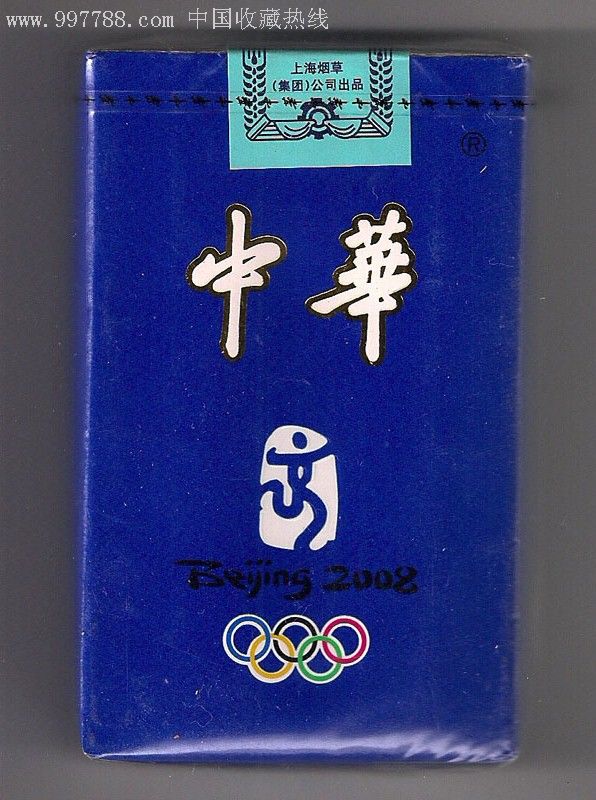 www.997788.com 中国收藏热线
上海烟草
(集团)公司出品
®
中華
Beijing 2008